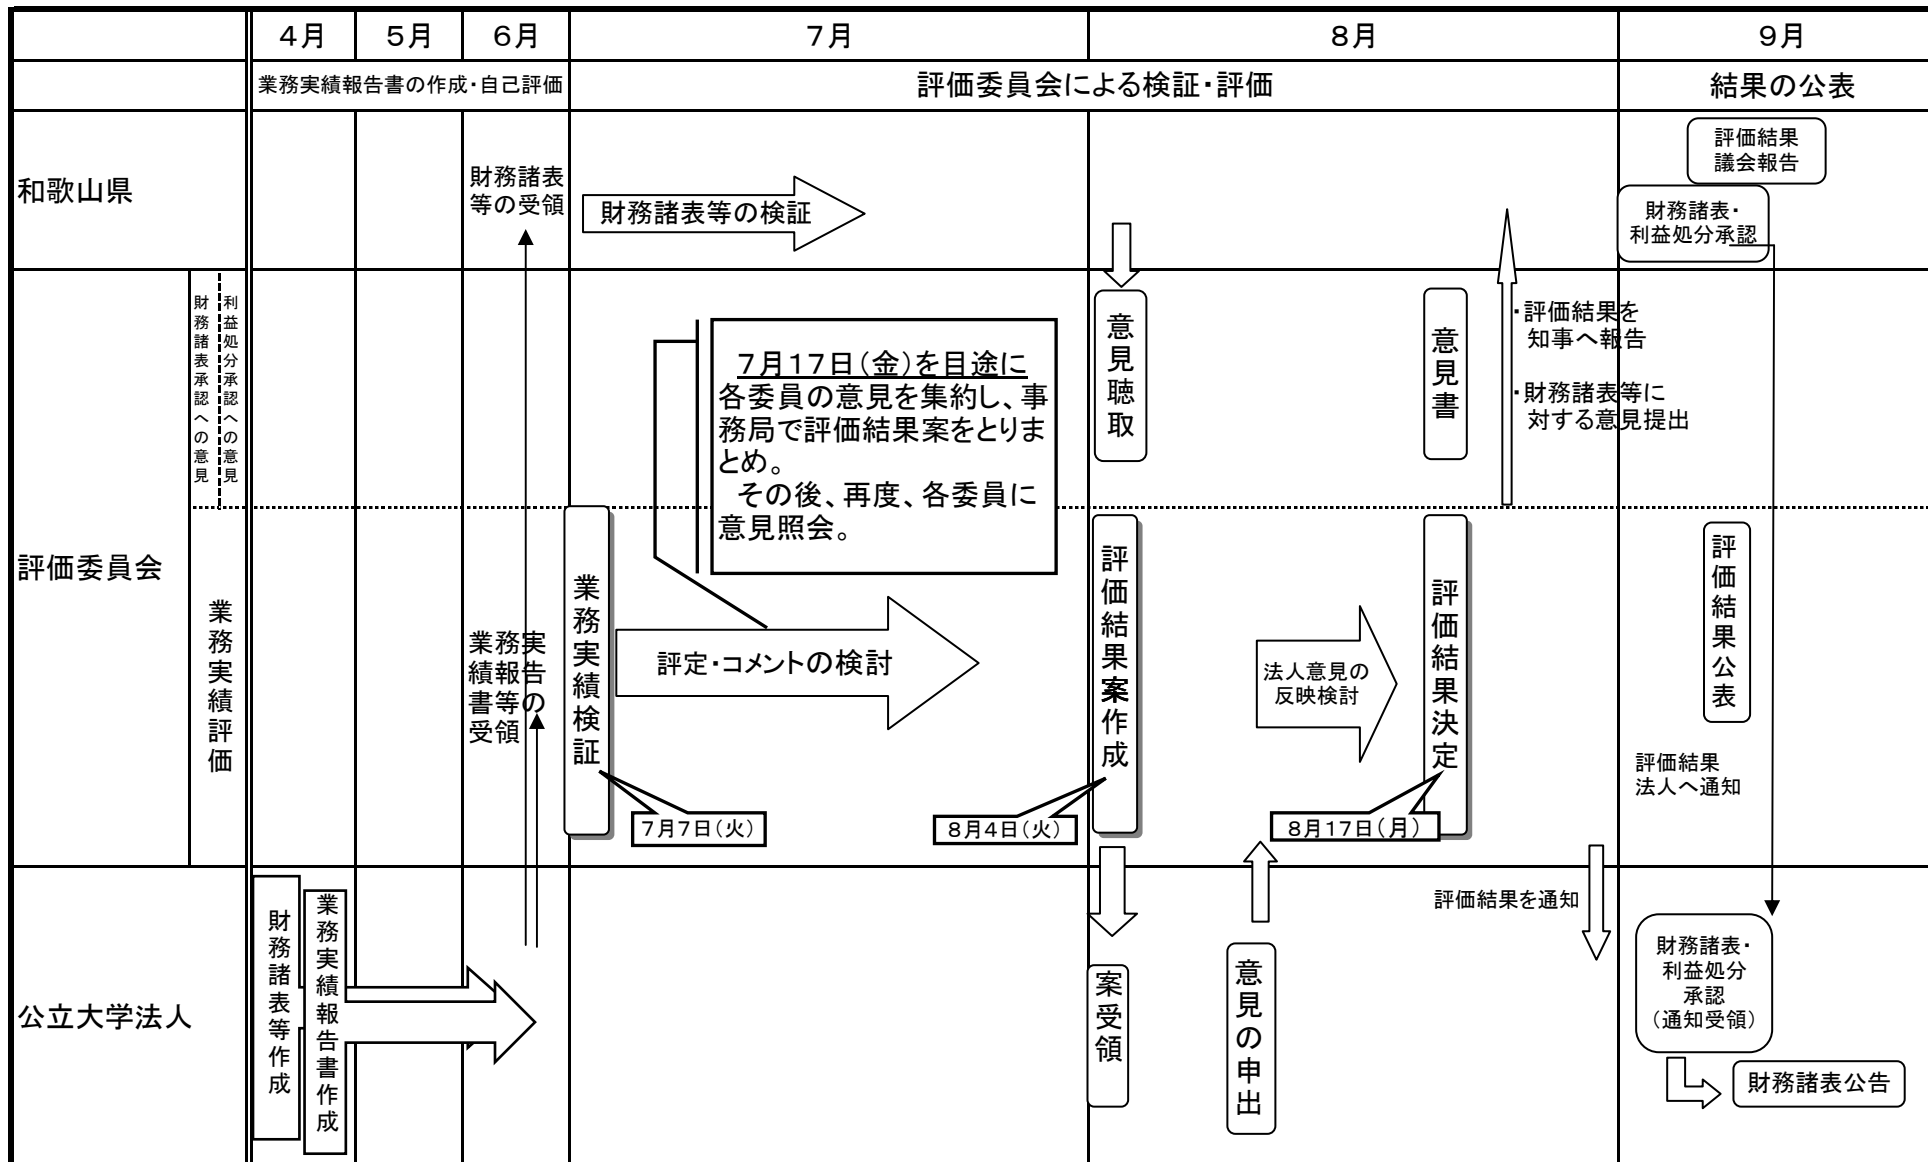 4月
5月
6月
7月
8月
9月
業務実績報告書の作成・自己評価
評価委員会による検証・評価
結果の公表
和歌山県
財務諸表
等の受領
財務諸表等の検証
評価結果
議会報告
財務諸表・
利益処分承認
評価委員会
財務諸表承認への意見
利益処分承認への意見
7月17日(金)を目途に
各委員の意見を集約し、事
務局で評価結果案をとりま
とめ。
その後、再度、各委員に
意見照会。
意見聴取
意見書
・評価結果を
知事へ報告
・財務諸表等に
対する意見提出
業務実績評価
業務実
績報告
書等の
受領
業務実績検証
評定・コメントの検討
評価結果案作成
法人意見の
反映検討
評価結果決定
評価結果公表
評価結果
法人へ通知
7月7日(火)
8月4日(火)
8月17日(月)
公立大学法人
財務諸表等作成
業務実績報告書作成
案受領
意見の申出
評価結果を通知
財務諸表・
利益処分
承認
(通知受領)
財務諸表公告